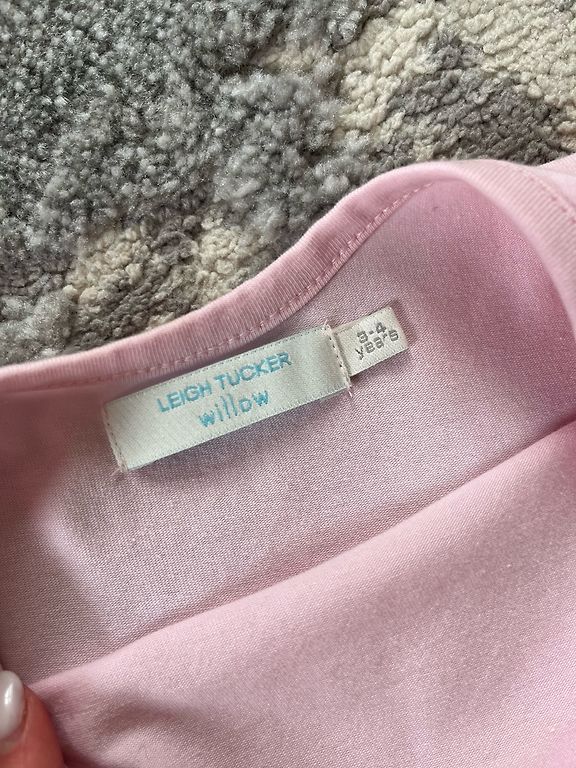 LEIGH TUCKER
willow
3-4
years